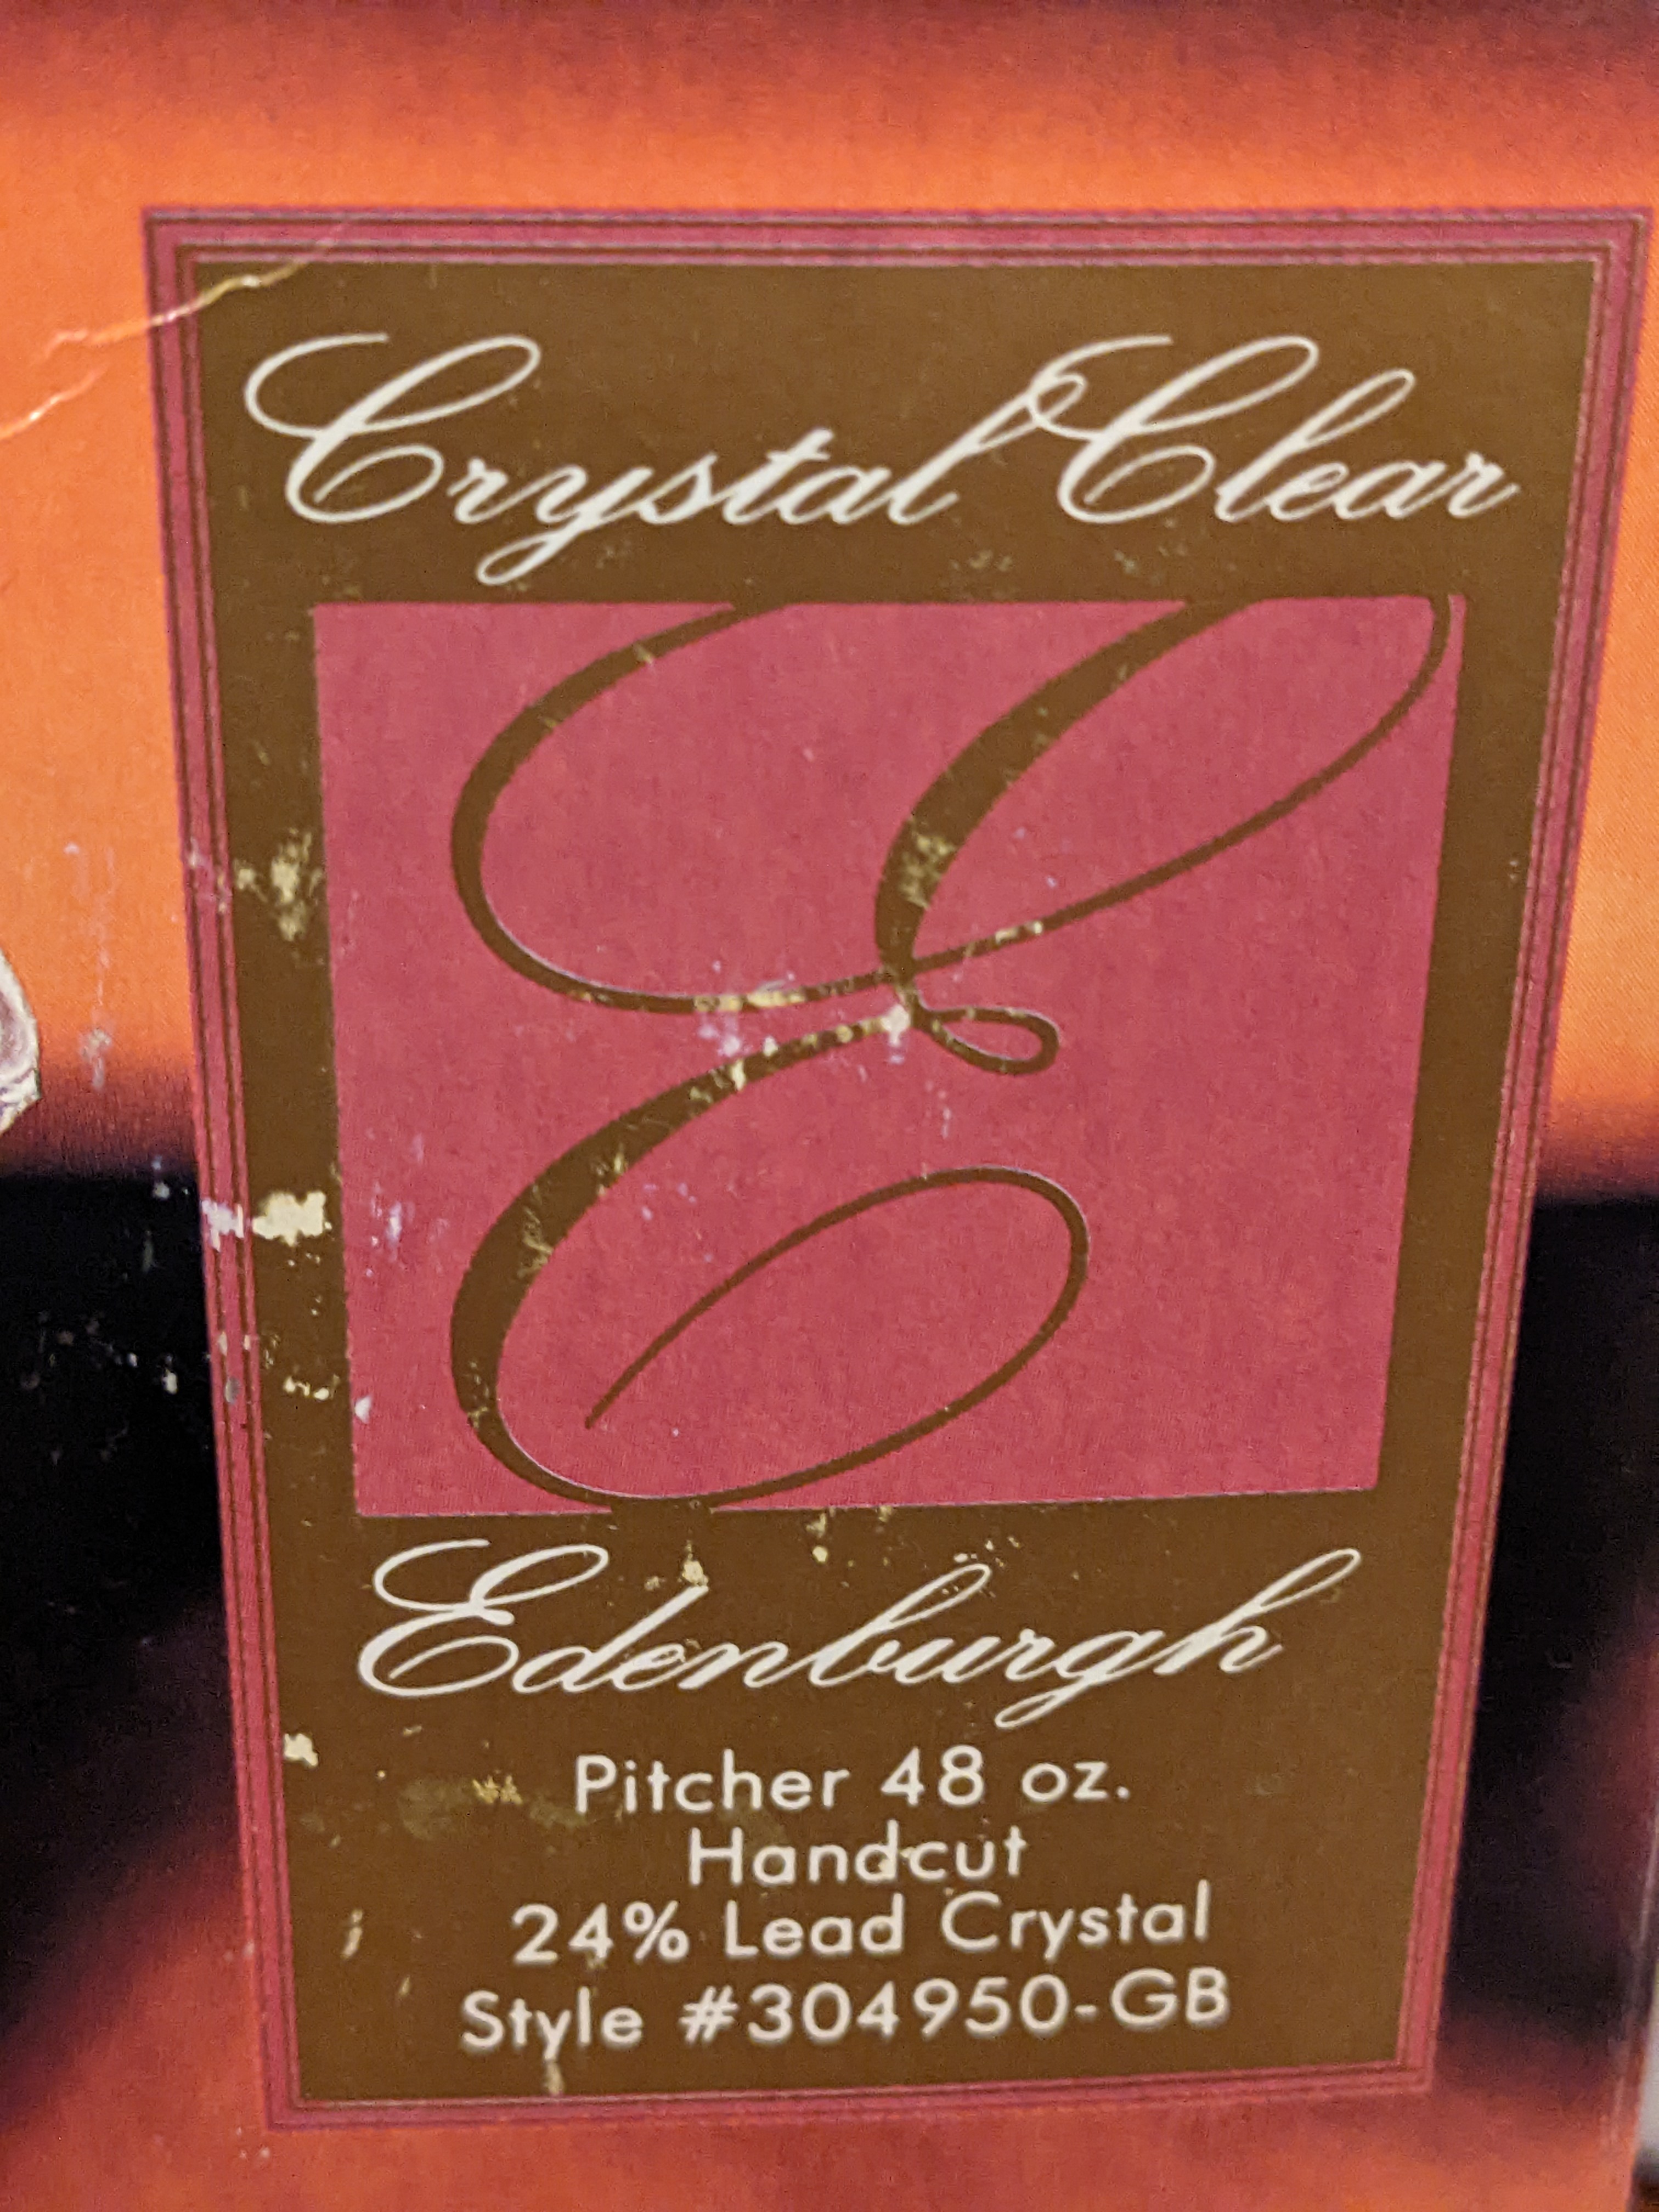 Crystal Clear
E
Edenburgh
Pitcher 48 oz.
Handcut
24% Lead Crystal
Style #304950-GB